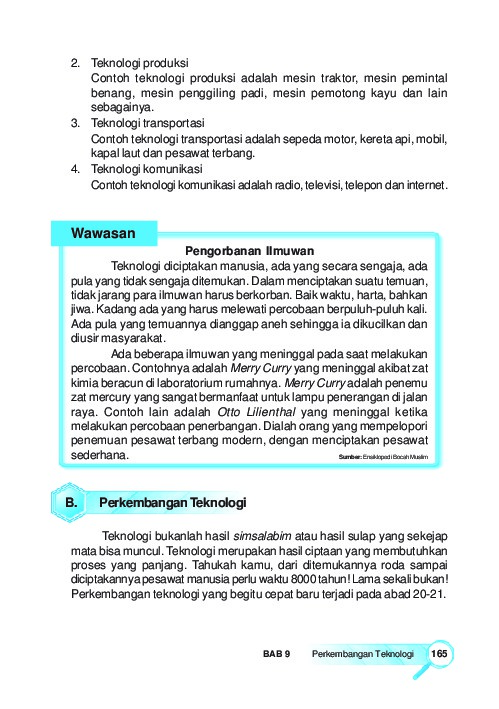 2. Teknologi produksi
Contoh teknologi produksi adalah mesin traktor, mesin pemintal
benang, mesin penggiling padi, mesin pemotong kayu dan lain
sebagainya.
3. Teknologi transportasi
Contoh teknologi transportasi adalah sepeda motor, kereta api, mobil,
kapal laut dan pesawat terbang.
4. Teknologi komunikasi
Contoh teknologi komunikasi adalah radio, televisi, telepon dan internet.
Wawasan
Pengorbanan Ilmuwan
Teknologi diciptakan manusia, ada yang secara sengaja, ada
pula yang tidak sengaja ditemukan. Dalam menciptakan suatu temuan,
tidak jarang para ilmuwan harus berkorban. Baik waktu, harta, bahkan
jiwa. Kadang ada yang harus melewati percobaan berpuluh-puluh kali.
Ada pula yang temuannya dianggap aneh sehingga ia dikucilkan dan
diusir masyarakat.
Ada beberapa ilmuwan yang meninggal pada saat melakukan
percobaan. Contohnya adalah Merry Curry yang meninggal akibat zat
kimia beracun di laboratorium rumahnya. Merry Curry adalah penemu
zat mercury yang sangat bermanfaat untuk lampu penerangan di jalan
raya. Contoh lain adalah Otto Lilienthal yang meninggal ketika
melakukan percobaan penerbangan. Dialah orang yang mempelopori
penemuan pesawat terbang modern, dengan menciptakan pesawat
sederhana.
Sumber: Ensiklopedi Bocah Muslim
B. Perkembangan Teknologi
Teknologi bukanlah hasil simsalabim atau hasil sulap yang sekejap
mata bisa muncul. Teknologi merupakan hasil ciptaan yang membutuhkan
proses yang panjang. Tahukah kamu, dari ditemukannya roda sampai
diciptakannya pesawat manusia perlu waktu 8000 tahun! Lama sekali bukan!
Perkembangan teknologi yang begitu cepat baru terjadi pada abad 20-21.
BAB 9 Perkembangan Teknologi 165